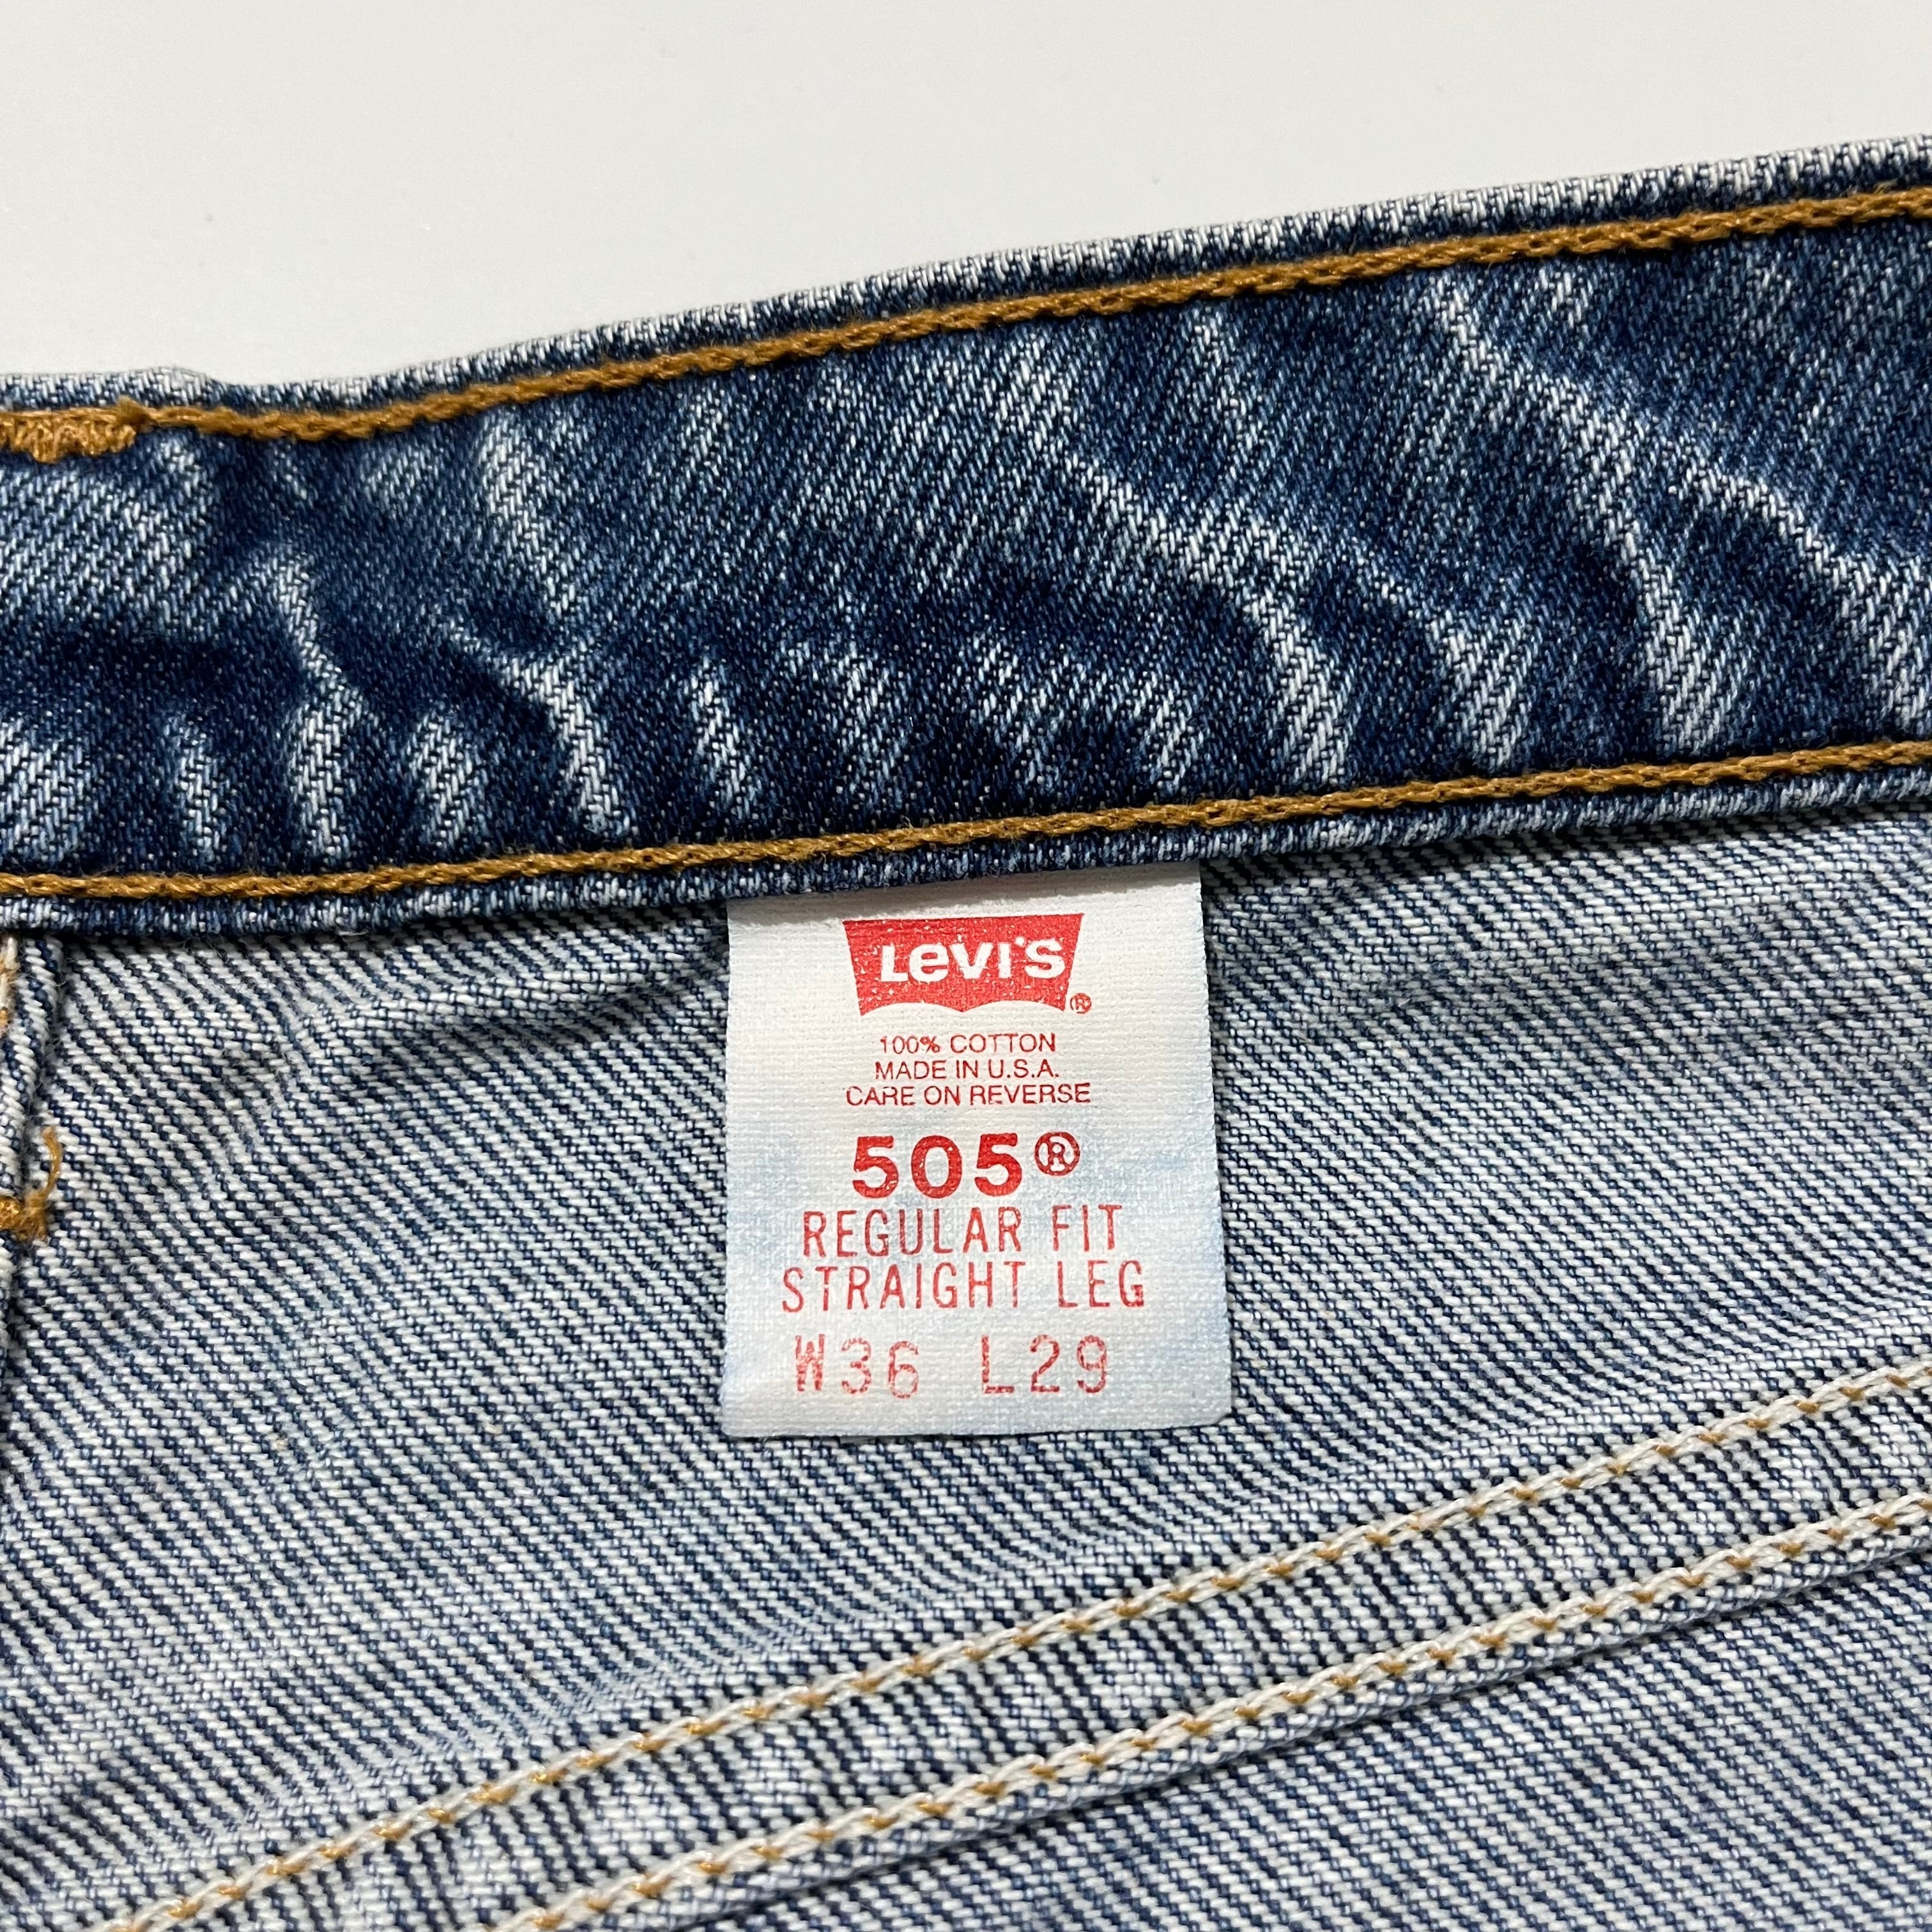 Levi's ®
100% COTTON
MADE IN U.S.A.
CARE ON REVERSE
505®
REGULAR FIT
STRAIGHT LEG
W36 L29